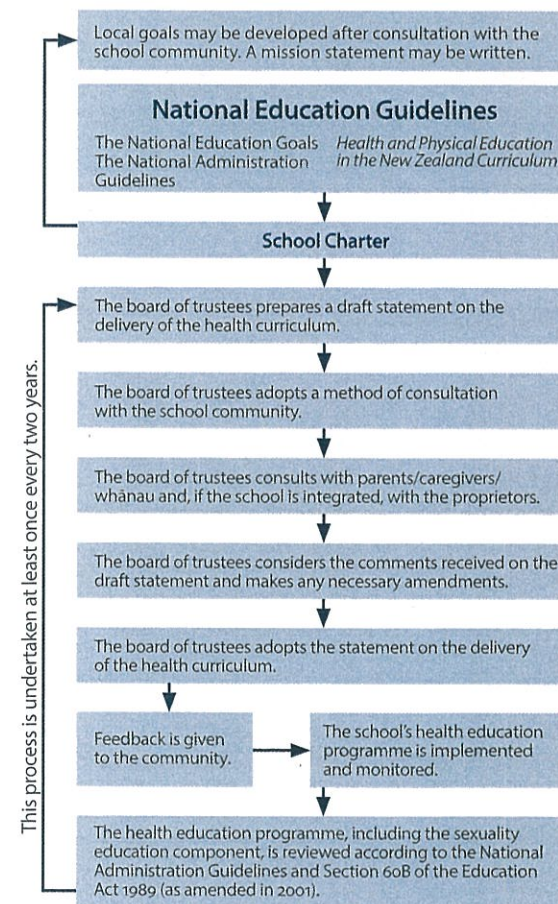 Local goals may be developed after consultation with the
school community. A mission statement may be written.
National Education Guidelines
The National Education Goals
The National Administration
Guidelines
Health and Physical Education
in the New Zealand Curriculum
School Charter
The board of trustees prepares a draft statement on the
delivery of the health curriculum.
The board of trustees adopts a method of consultation
with the school community.
The board of trustees consults with parents/caregivers/
whānau and, if the school is integrated, with the proprietors.
The board of trustees considers the comments received on the
draft statement and makes any necessary amendments.
The board of trustees adopts the statement on the delivery
of the health curriculum.
Feedback is given
to the community.
The school's health education
programme is implemented
and monitored.
The health education programme, including the sexuality
education component, is reviewed according to the National
Administration Guidelines and Section 60B of the Education
Act 1989 (as amended in 2001).
This process is undertaken at least once every two years.